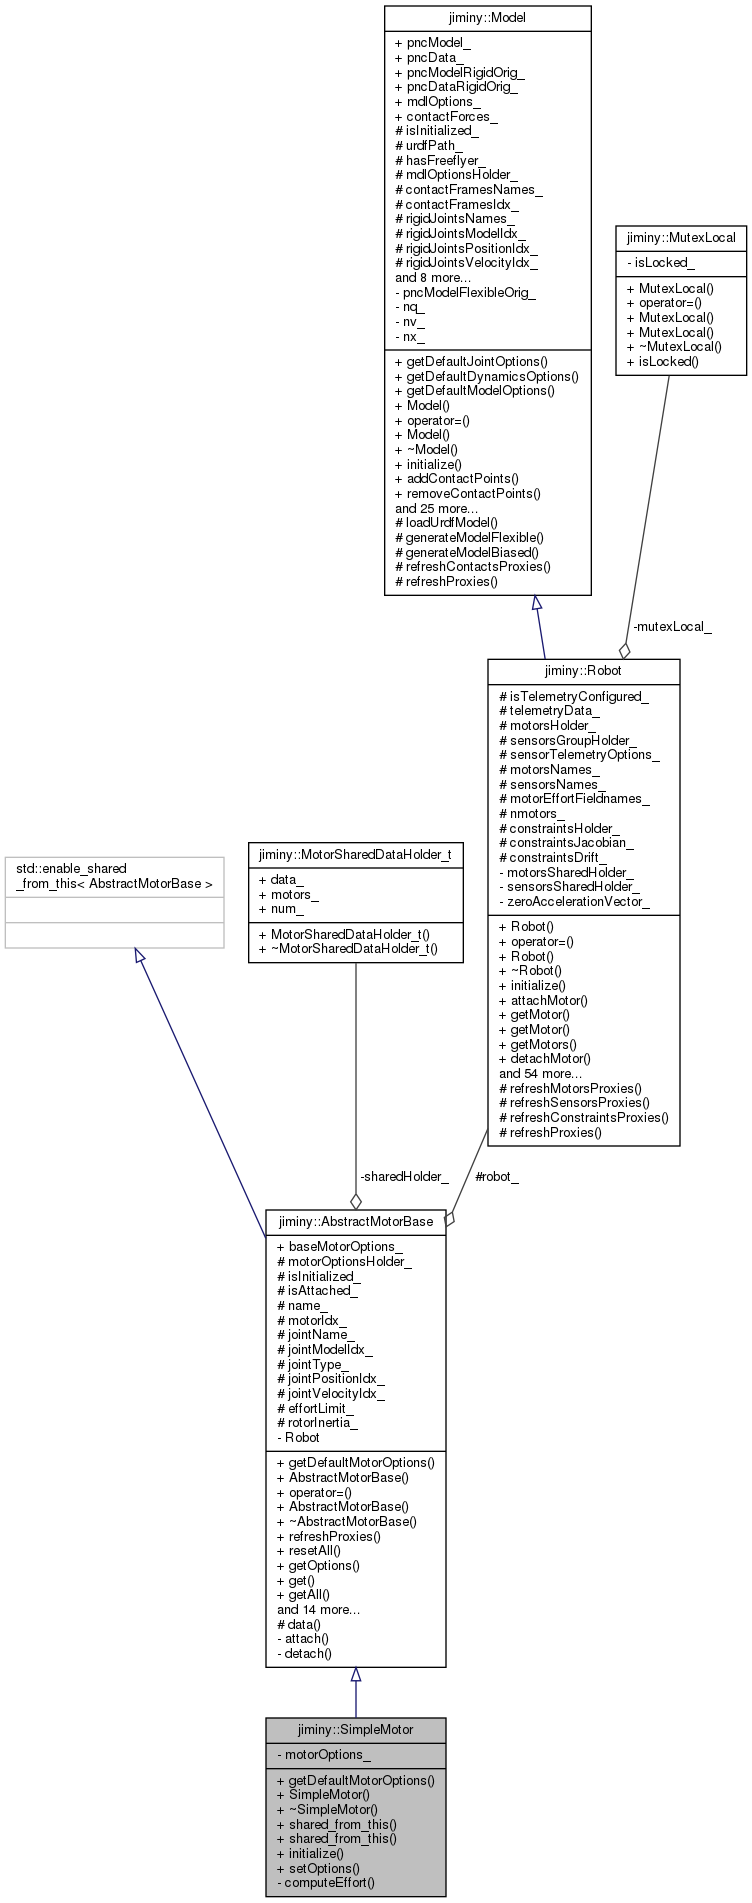 jiminy::Model
+ pncModel_
+ pncData_
+ pncModelRigidOrig_
+ pncDataRigidOrig_
+ mdlOptions_
+ contactForces_
# isInitialized_
# urdfPath_
# hasFreeflyer_
# mdlOptionsHolder_
# contactFramesNames_
# contactFramesIdx_
# rigidJointsNames_
# rigidJointsModelIdx_
# rigidJointsPositionIdx_
# rigidJointsVelocityIdx_
and 8 more...
- pncModelFlexibleOrig_
- nq_
- nv_
- nx_
+ getDefaultJointOptions()
+ getDefaultDynamicsOptions()
+ getDefaultModelOptions()
+ Model()
+ operator=()
+ Model()
+ ~Model()
+ initialize()
+ addContactPoints()
+ removeContactPoints()
and 25 more...
# loadUrdfModel()
# generateModelFlexible()
# generateModelBiased()
# refreshContactsProxies()
# refreshProxies()
jiminy::MutexLocal
- isLocked_
+ MutexLocal()
+ operator=()
+ MutexLocal()
+ MutexLocal()
+ ~MutexLocal()
+ isLocked()
-mutexLocal_
jiminy::Robot
# isTelemetryConfigured_
# telemetryData_
# motorsHolder_
# sensorsGroupHolder_
# sensorTelemetryOptions_
# motorsNames_
# sensorsNames_
# motorEffortFieldnames_
# nmotors_
# constraintsHolder_
# constraintsJacobian_
# constraintsDrift_
- motorsSharedHolder_
- sensorsSharedHolder_
- zeroAccelerationVector_
+ Robot()
+ operator=()
+ Robot()
+ ~Robot()
+ initialize()
+ attachMotor()
+ getMotor()
+ getMotor()
+ getMotors()
+ detachMotor()
and 54 more...
# refreshMotorsProxies()
# refreshSensorsProxies()
# refreshConstraintsProxies()
# refreshProxies()
std::enable_shared
_from_this< AbstractMotorBase >
jiminy::MotorSharedDataHolder_t
+ data_
+ motors_
+ num_
+ MotorSharedDataHolder_t()
+ ~MotorSharedDataHolder_t()
-sharedHolder_
#robot_
jiminy::AbstractMotorBase
+ baseMotorOptions_
# motorOptionsHolder_
# isInitialized_
# isAttached_
# name_
# motorIdx_
# jointName_
# jointModelIdx_
# jointType_
# jointPositionIdx_
# jointVelocityIdx_
# effortLimit_
# rotorInertia_
- Robot
+ getDefaultMotorOptions()
+ AbstractMotorBase()
+ operator=()
+ AbstractMotorBase()
+ ~AbstractMotorBase()
+ refreshProxies()
+ resetAll()
+ getOptions()
+ get()
+ getAll()
and 14 more...
# data()
- attach()
- detach()
jiminy::SimpleMotor
- motorOptions_
+ getDefaultMotorOptions()
+ SimpleMotor()
+ ~SimpleMotor()
+ shared_from_this()
+ shared_from_this()
+ initialize()
+ setOptions()
- computeEffort()